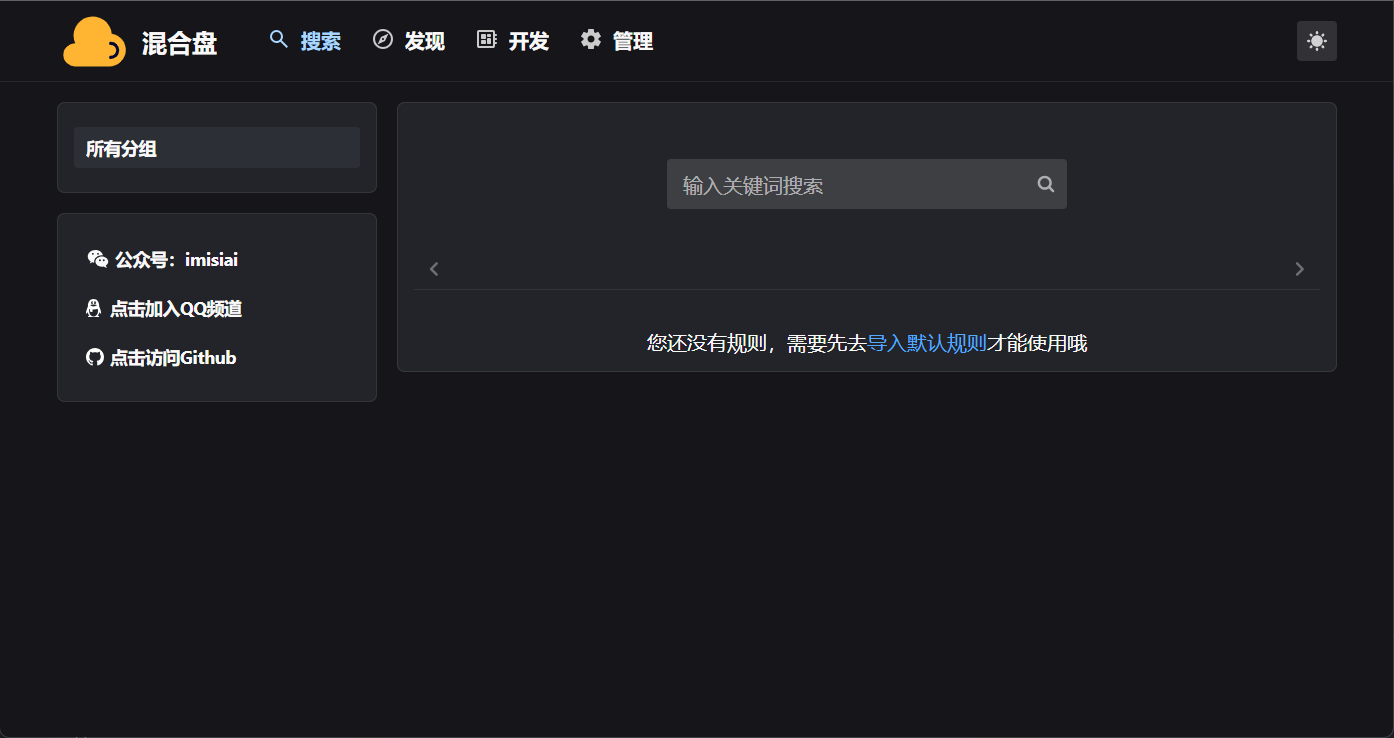 混合盘
搜索
发现
开发
管理
所有分组
公众号：imisiai
点击加入QQ频道
点击访问Github
输入关键词搜索
您还没有规则，需要先去导入默认规则才能使用哦